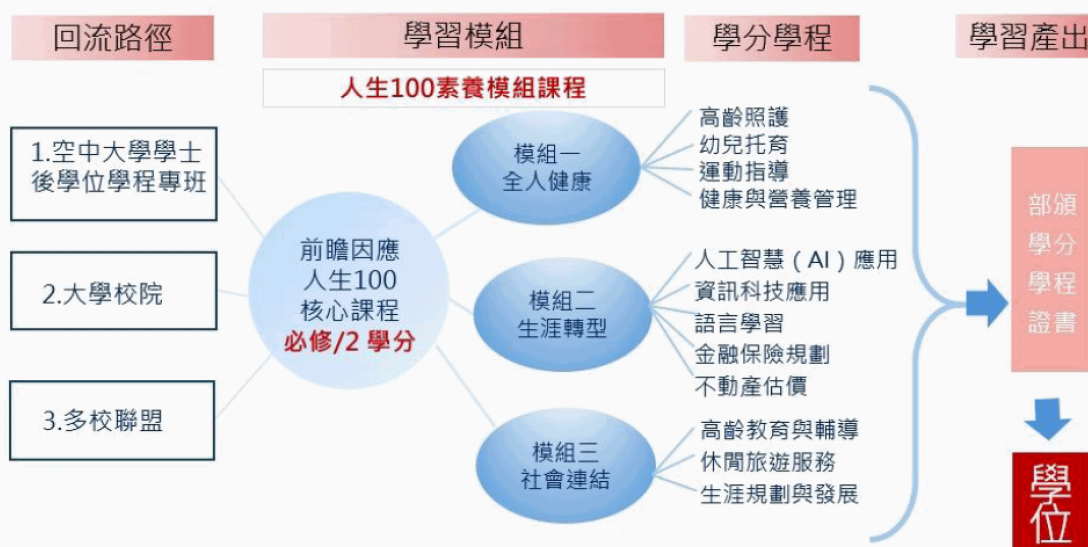 回流路徑
學習模組
學分學程
學習產出
人生100素養模組課程
1.空中大學學士
後學位學程專班
2.大學校院
3.多校聯盟
前瞻因應
人生100
核心課程
必修/2 學分
模組一
全人健康
高齡照護
幼兒托育
運動指導
健康與營養管理
模組二
生涯轉型
人工智慧（AI）應用
資訊科技應用
語言學習
金融保險規劃
不動產估價
模組三
社會連結
高齡教育與輔導
休閒旅遊服務
生涯規劃與發展
部頒
學分
學程
證書
學位